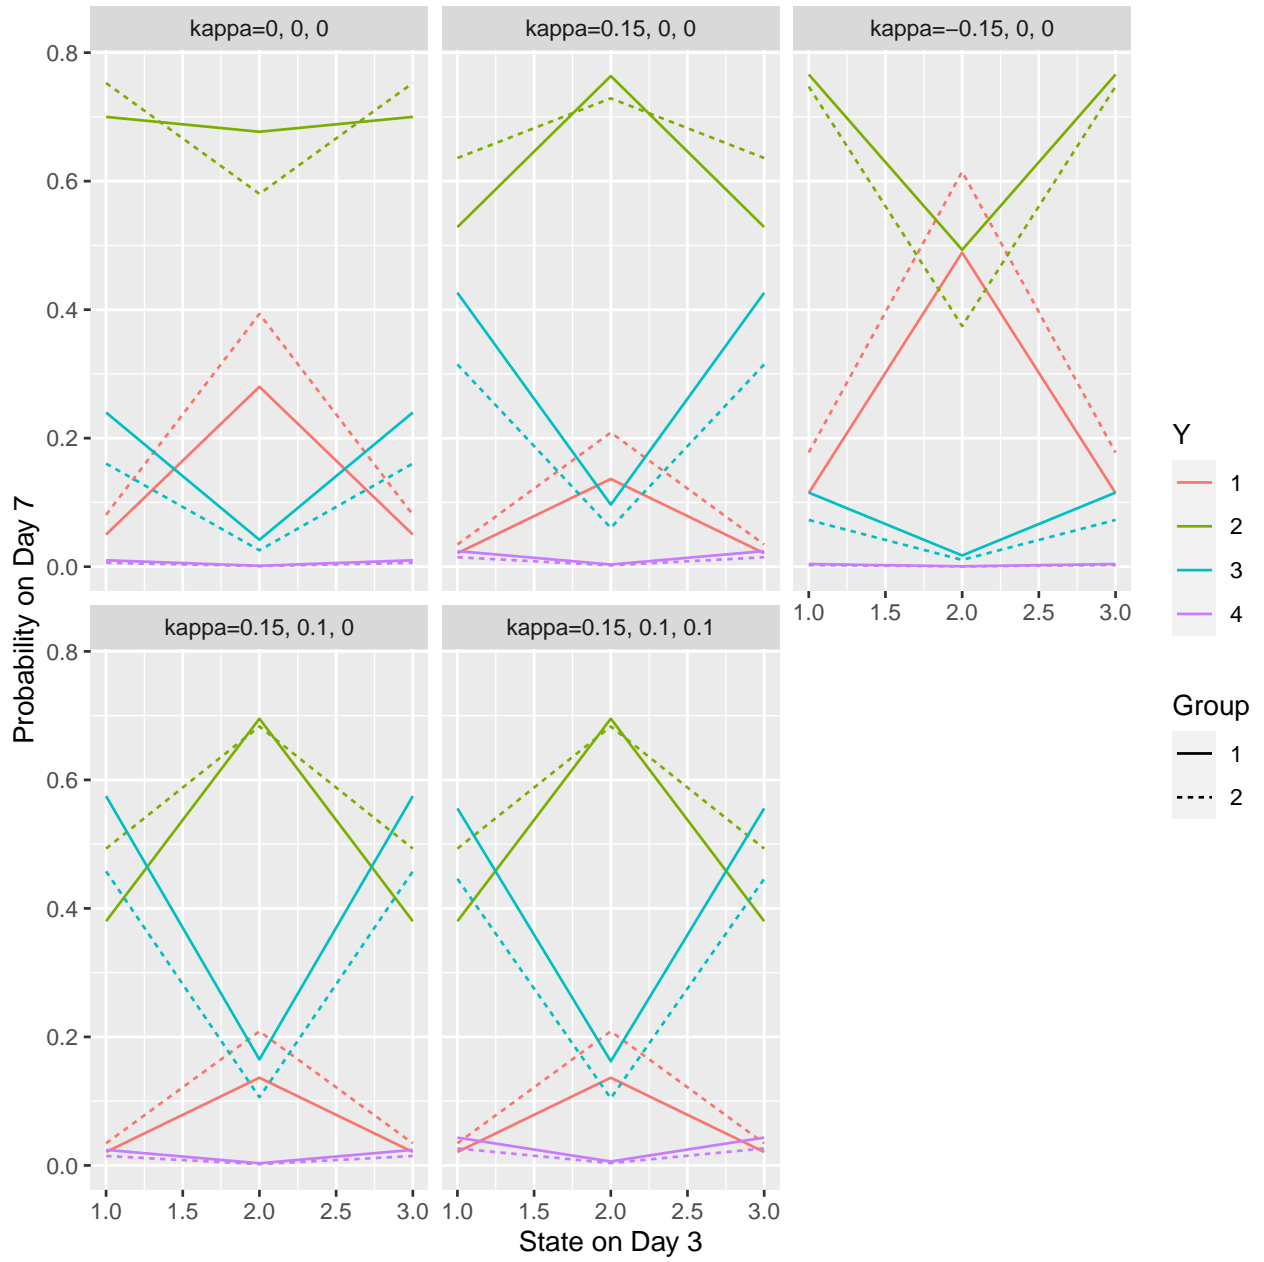 kappa=0, 0, 0
kappa=0.15, 0, 0
kappa=−0.15, 0, 0
0.8
0.6
0.4
0.2
0.0
1.0 1.5 2.0 2.5 3.0
kappa=0.15, 0.1, 0
kappa=0.15, 0.1, 0.1
0.8
0.6
0.4
0.2
0.0
1.0 1.5 2.0 2.5 3.0
1.0 1.5 2.0 2.5 3.0
State on Day 3
Probability on Day 7
Y
1
2
3
4
Group
1
2